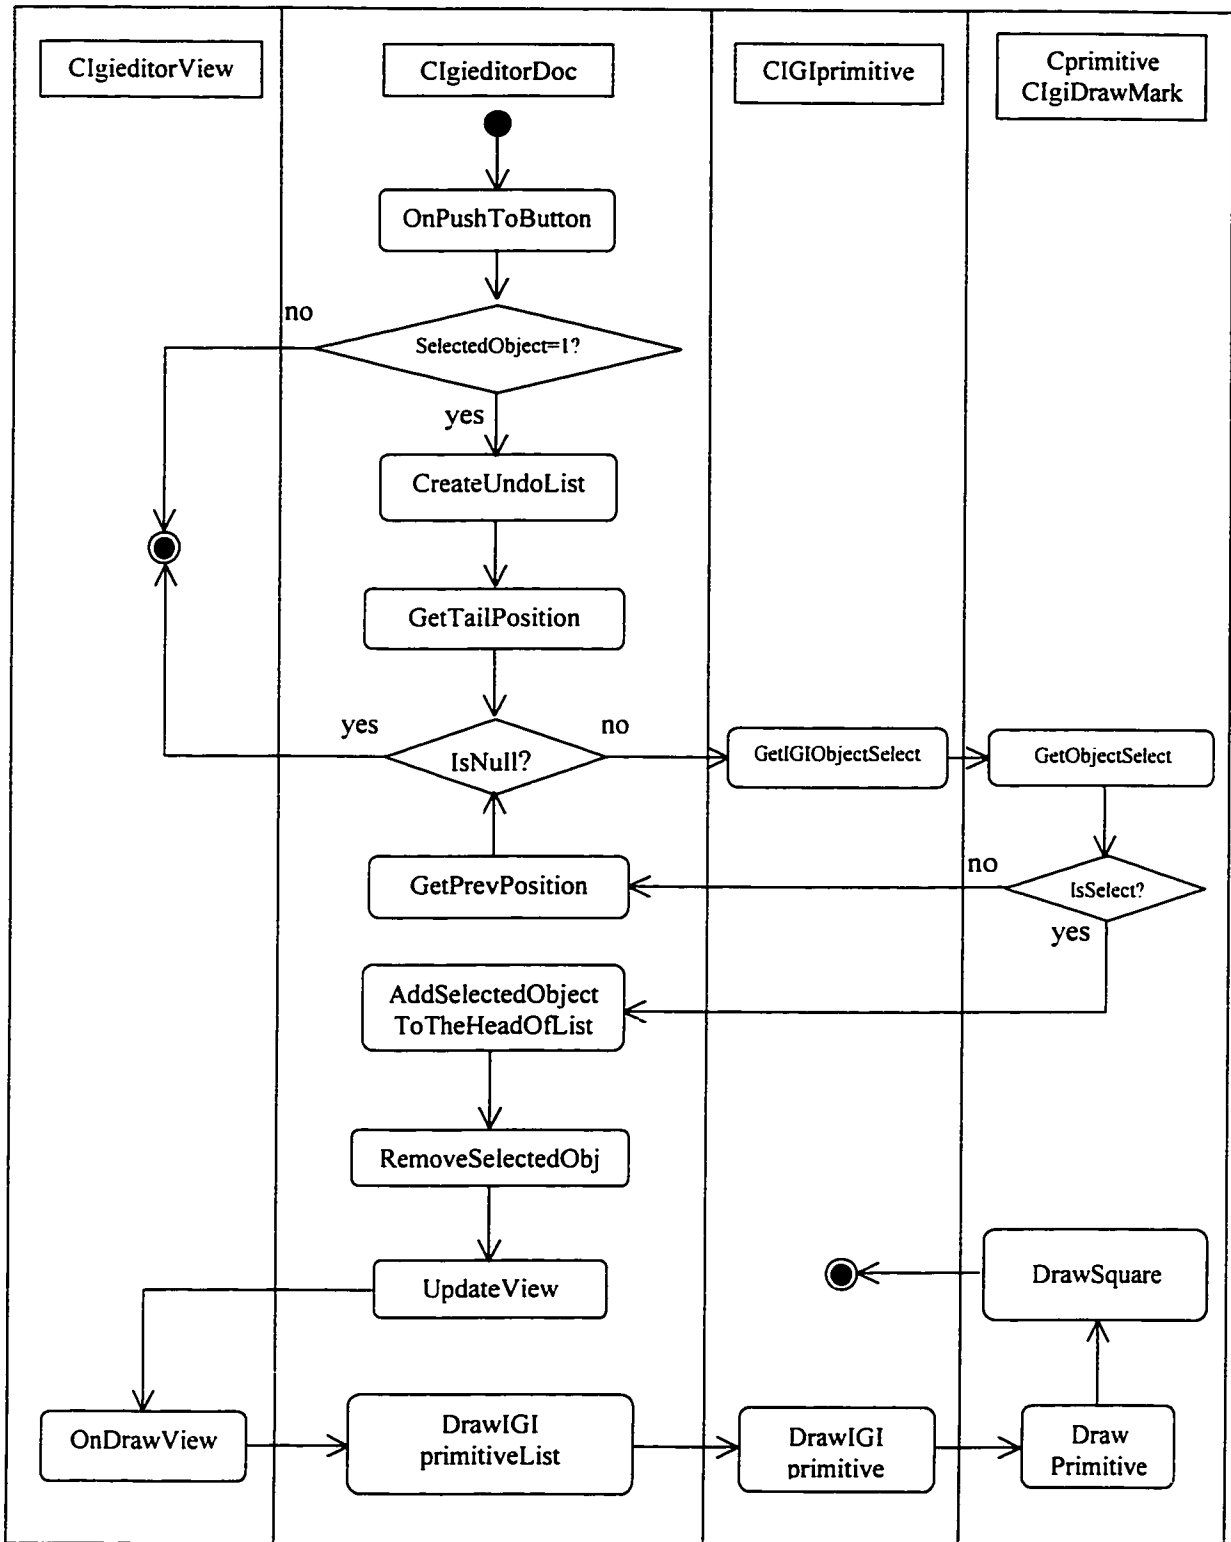 CIgieditorView
CIgieditorDoc
CIGIprimitive
Cprimitive
CIgiDrawMark
OnPushToButton
no
SelectedObject=1?
yes
CreateUndoList
GetTailPosition
yes
IsNull?
no
GetIGIObjectSelect
GetObjectSelect
GetPrevPosition
no
IsSelect?
yes
AddSelectedObject
ToTheHeadOfList
RemoveSelectedObj
UpdateView
DrawSquare
OnDrawView
DrawIGI
primitiveList
DrawIGI
primitive
Draw
Primitive